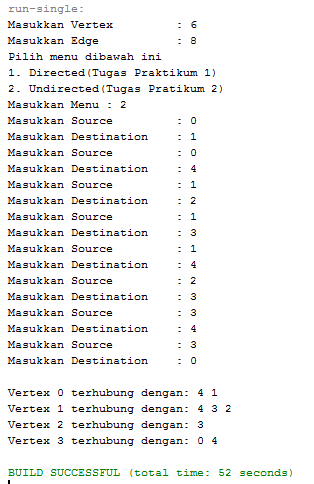 run-single:
Masukkan Vertex : 6
Masukkan Edge : 8
Pilih menu dibawah ini
1. Directed(Tugas Praktikum 1)
2. Undirected(Tugas Pratikum 2)
Masukkan Menu : 2
Masukkan Source : 0
Masukkan Destination : 1
Masukkan Source : 0
Masukkan Destination : 4
Masukkan Source : 1
Masukkan Destination : 2
Masukkan Source : 1
Masukkan Destination : 3
Masukkan Source : 1
Masukkan Destination : 4
Masukkan Source : 2
Masukkan Destination : 3
Masukkan Source : 3
Masukkan Destination : 4
Masukkan Source : 3
Masukkan Destination : 0
Vertex 0 terhubung dengan: 4 1
Vertex 1 terhubung dengan: 4 3 2
Vertex 2 terhubung dengan: 3
Vertex 3 terhubung dengan: 0 4
BUILD SUCCESSFUL (total time: 52 seconds)